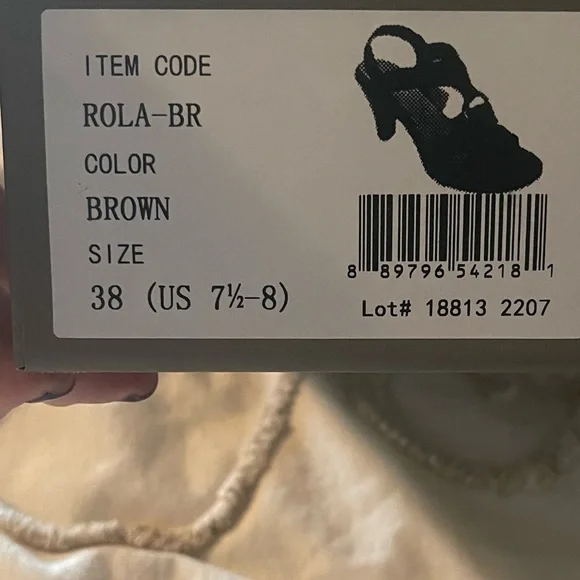 ITEM CODE
ROLA-BR
COLOR
BROWN
SIZE
38 (US 7½-8)
8 89796 54218 1
Lot# 18813 2207